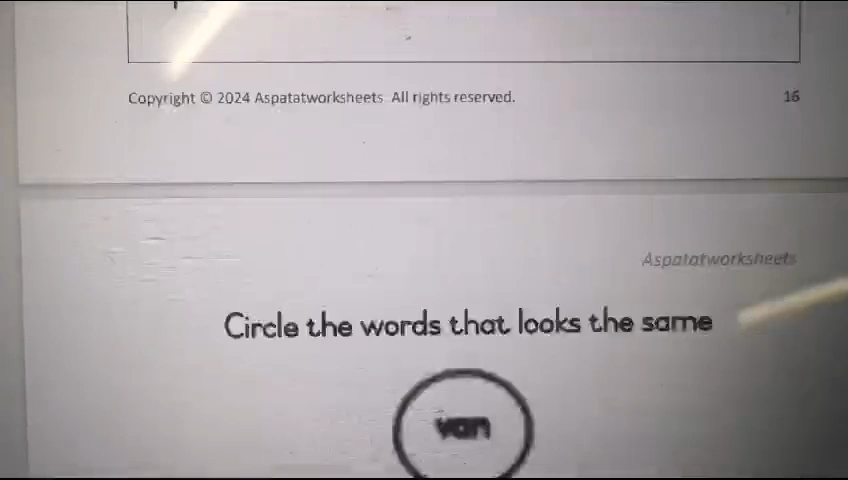 Copyright © 2024 Aspatatworksheets. All rights reserved. 16
Aspatatworksheets
Circle the words that looks the same
van